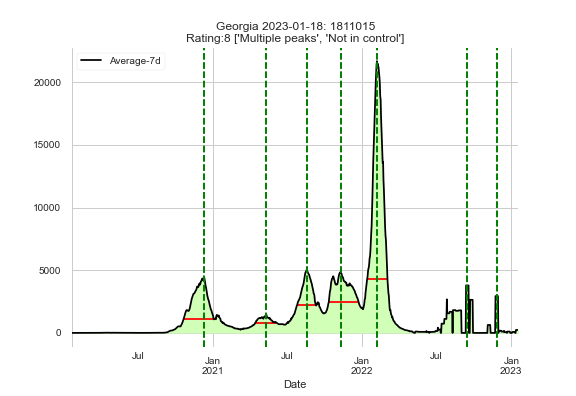 Georgia 2023-01-18: 1811015
Rating:8 ['Multiple peaks', 'Not in control']
Average-7d
20000
15000
10000
5000
0
Jul
Jan
2021
Jul
Jan
2022
Jul
Jan
2023
Date